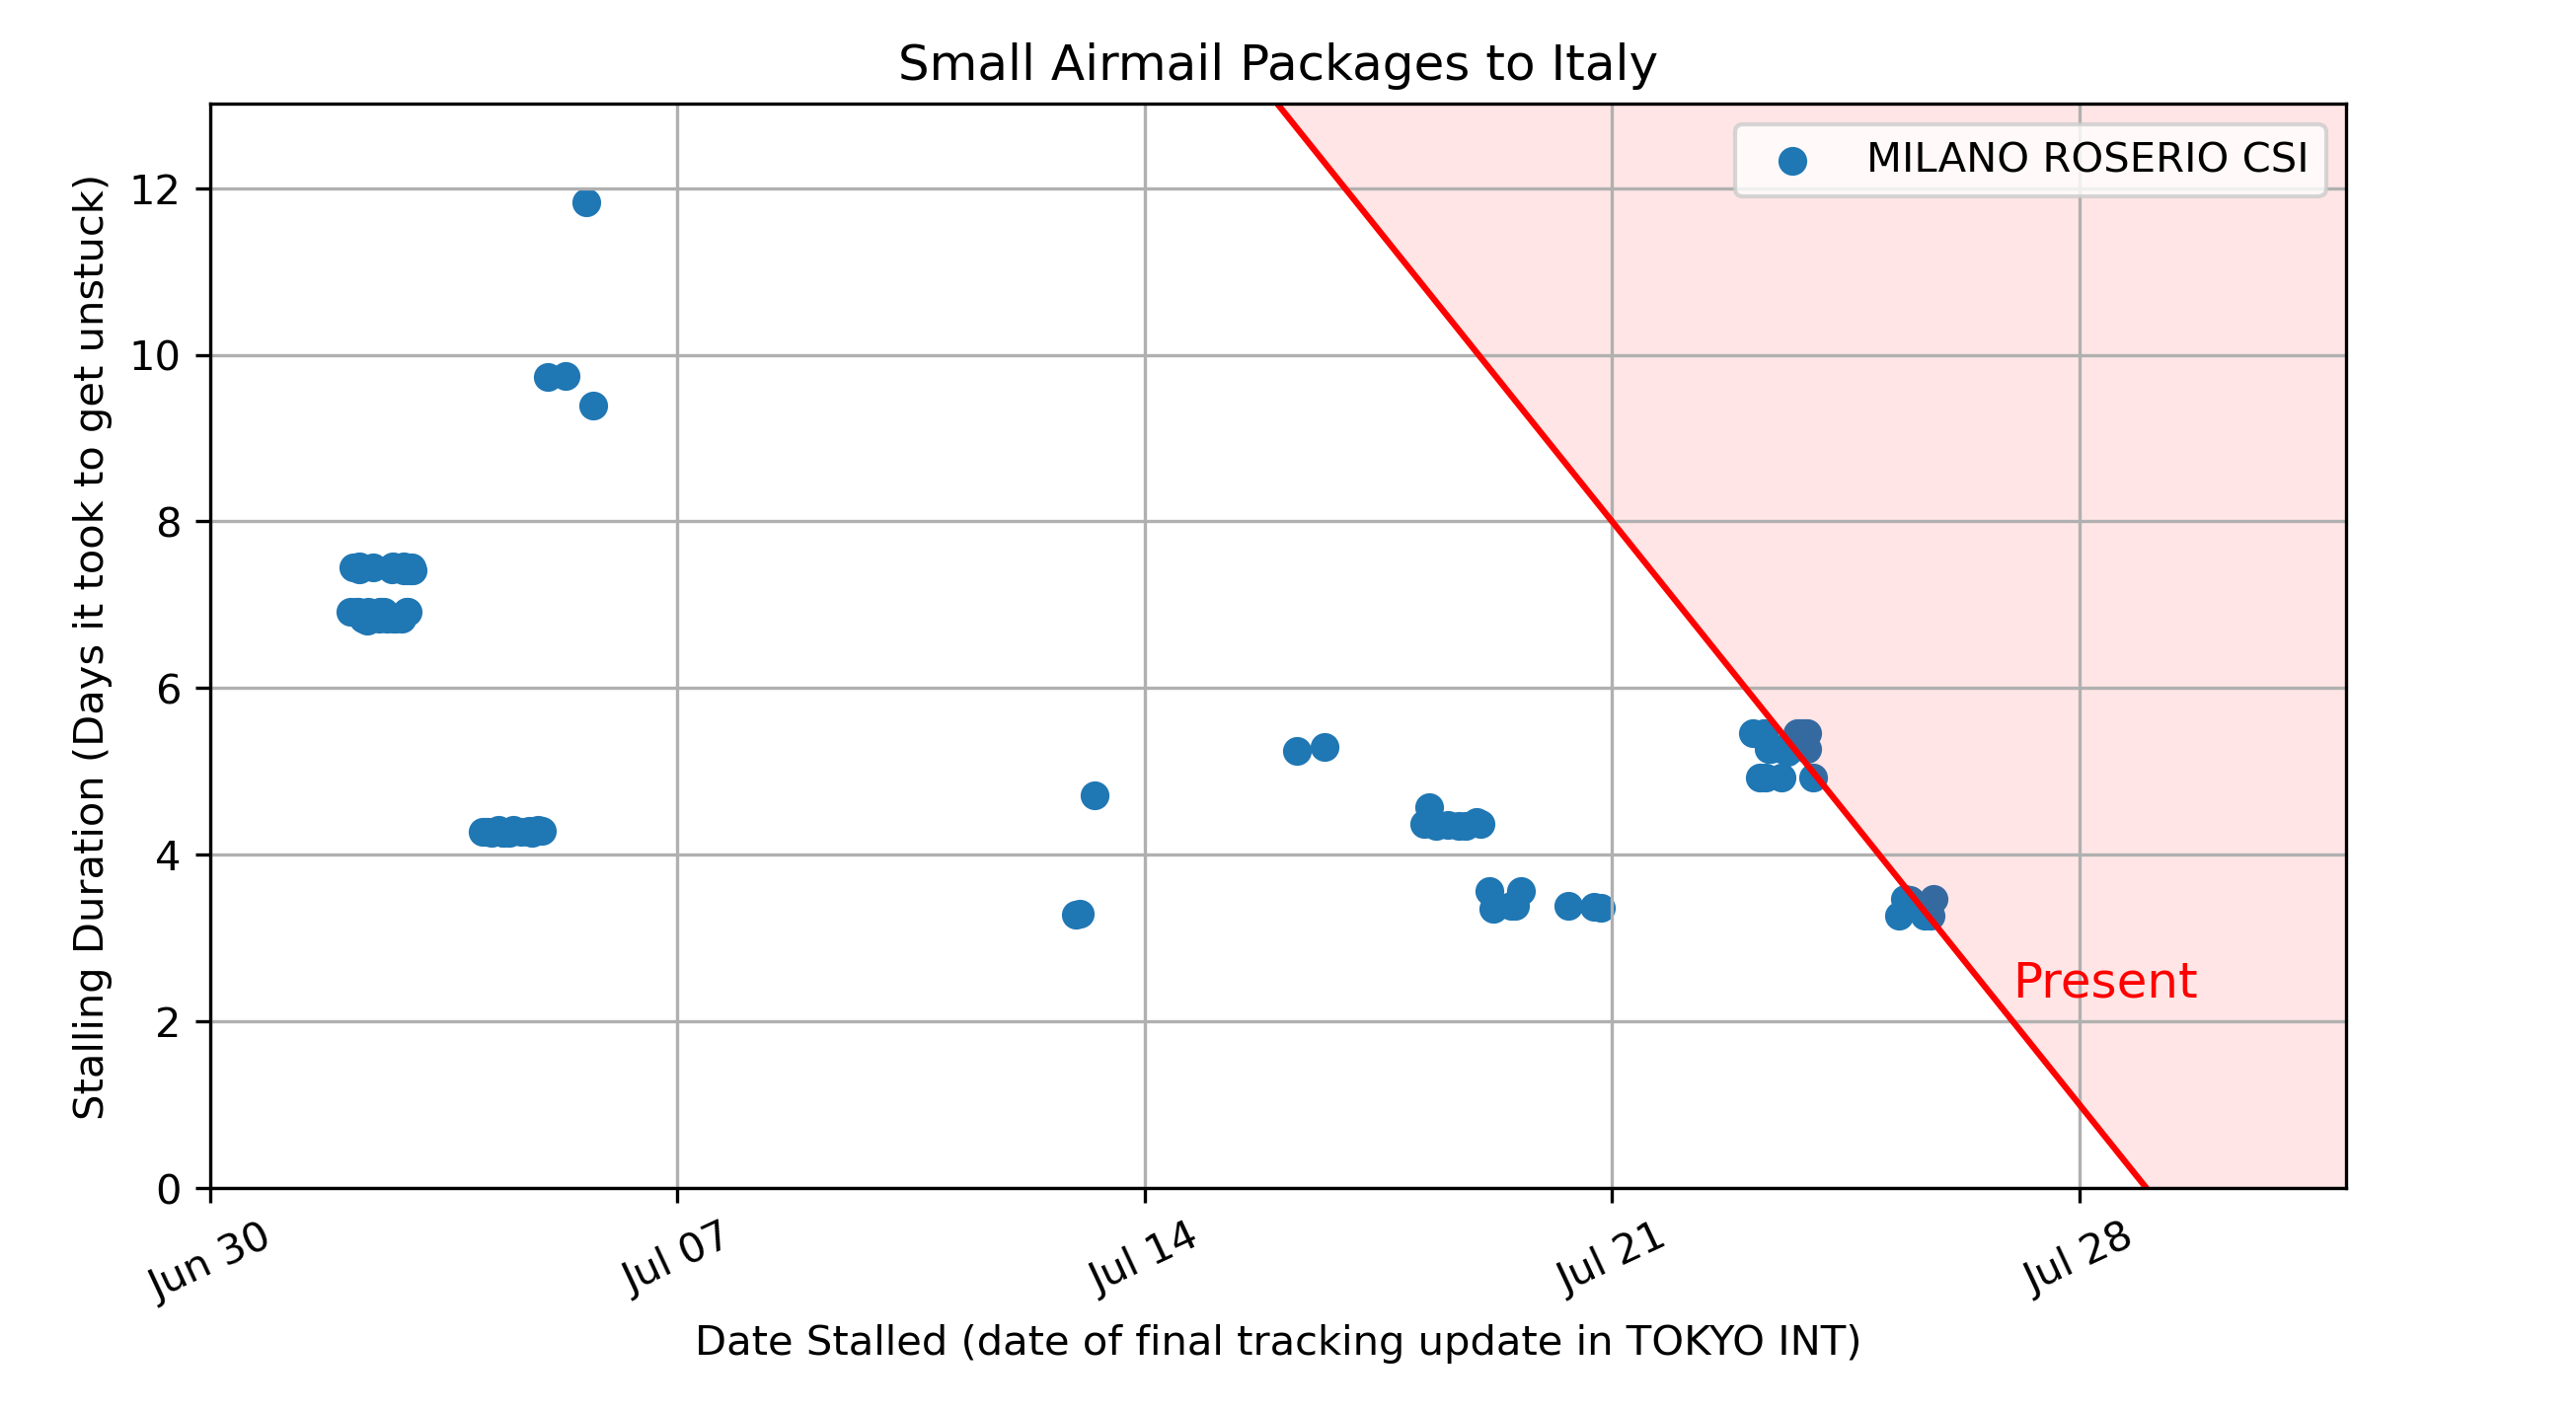 Small Airmail Packages to Italy
MILANO ROSERIO CSI
Stalling Duration (Days it took to get unstuck)
12
10
8
6
4
2
0
Present
Jun 30
Jul 07
Jul 14
Jul 21
Jul 28
Date Stalled (date of final tracking update in TOKYO INT)